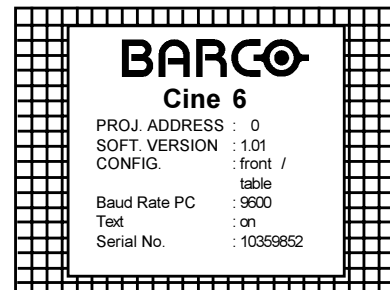 BARCO
Cine 6
PROJ. ADDRESS : 0
SOFT. VERSION : 1.01
CONFIG. : front /
table
Baud Rate PC : 9600
Text : on
Serial No. : 10359852